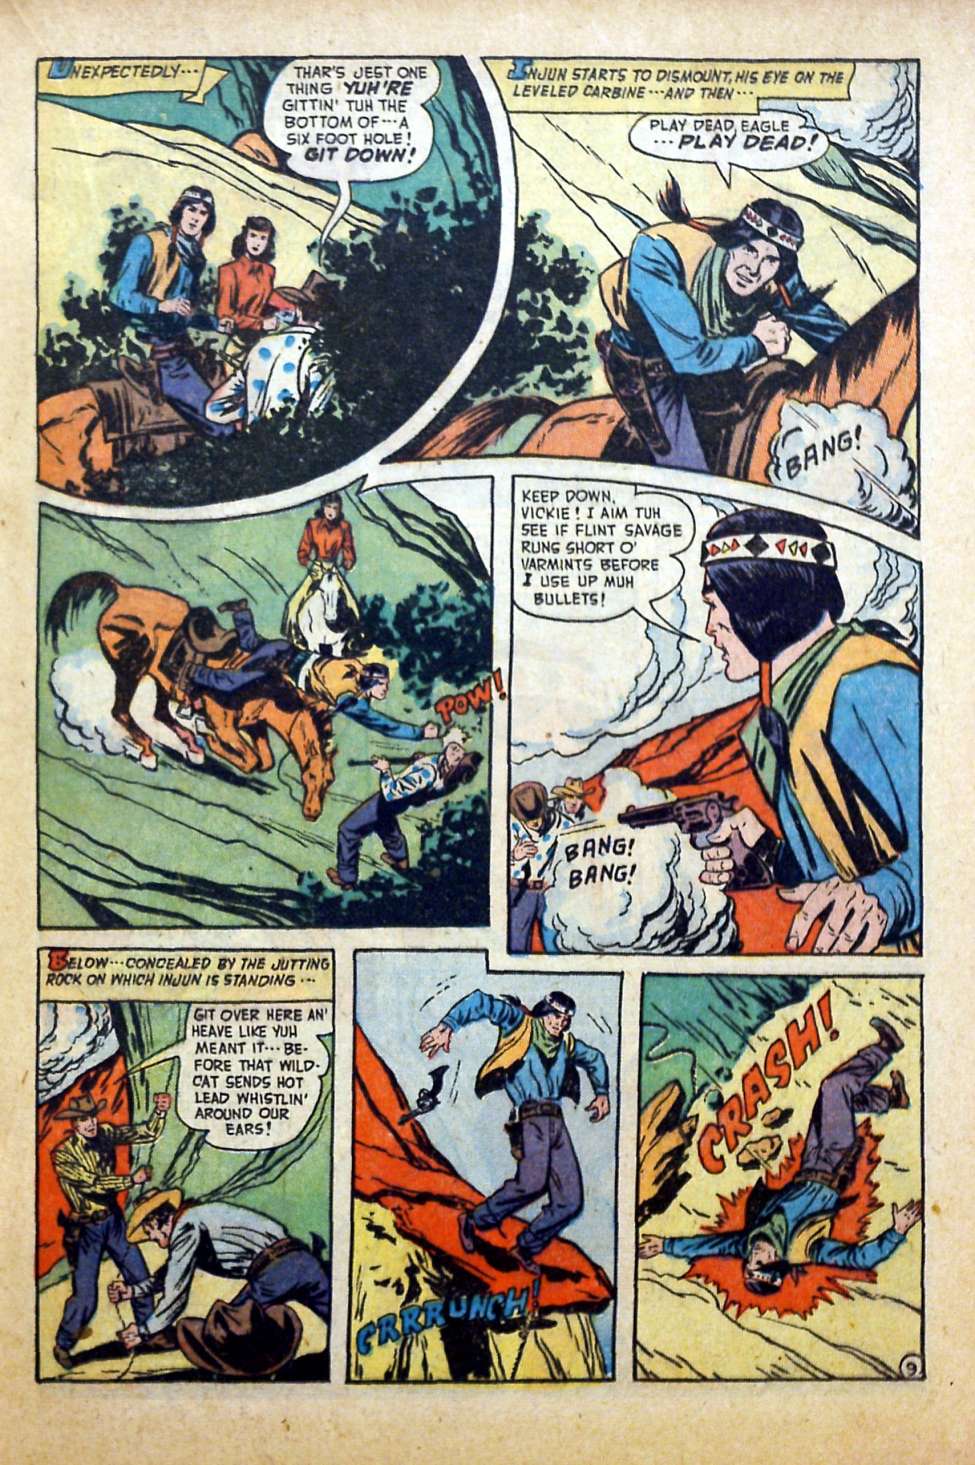 UNEXPECTEDLY---
THAR'S JEST ONE
THING YUH'RE
GITTIN' TUH THE
BOTTOM OF---A
SIX FOOT HOLE!
GIT DOWN!
INJUN STARTS TO DISMOUNT, HIS EYE ON THE
LEVELED CARBINE---AND THEN---
PLAY DEAD, EAGLE
---PLAY DEAD!
BANG!
POW!
KEEP DOWN,
VICKIE! I AIM TUH
SEE IF FLINT SAVAGE
RUNS SHORT O'
VARMINTS BEFORE
I USE UP MUH
BULLETS!
BANG!
BANG!
BELOW---CONCEALED BY THE JUTTING
ROCK ON WHICH INJUN IS STANDING---
GIT OVER HERE AN'
HEAVE LIKE YUH
MEANT IT---BE-
FORE THAT WILD-
CAT SENDS HOT
LEAD WHISTLIN'
AROUND OUR
EARS!
CRRRUNCH!
CRASH!
9